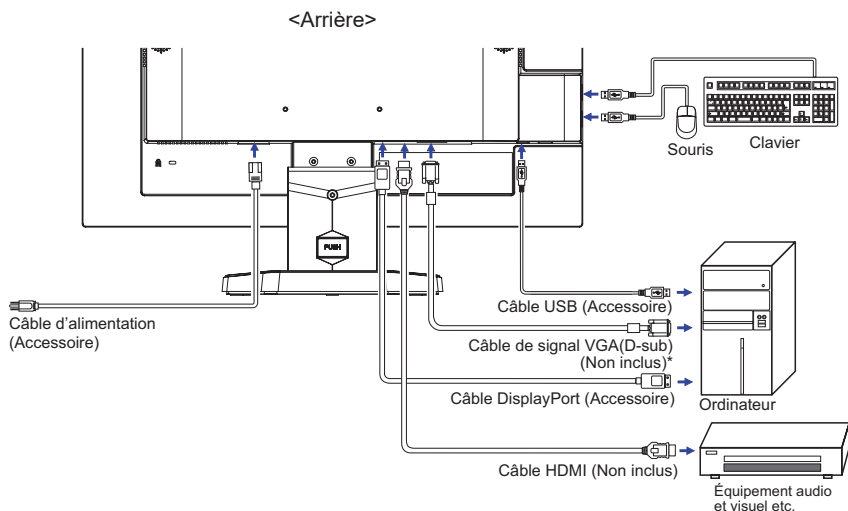 <Arrière>
Souris
Clavier
PUSH
Câble d’alimentation
(Accessoire)
Câble USB (Accessoire)
Câble de signal VGA(D-sub)
(Non inclus)*
Câble DisplayPort (Accessoire)
Ordinateur
Câble HDMI (Non inclus)
Équipement audio
et visuel etc.